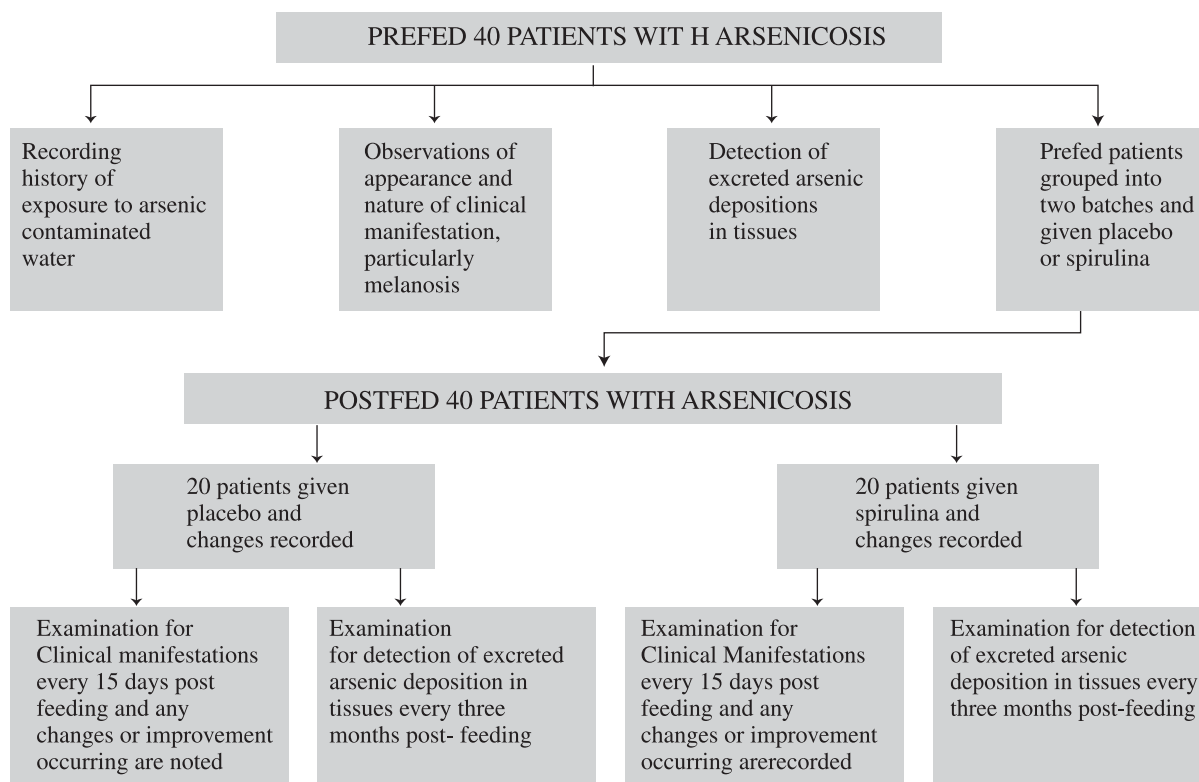 PREFED 40 PATIENTS WIT H ARSENICOSIS
Recording
history of
exposure to arsenic
contaminated
water
Observations of
appearance and
nature of clinical
manifestation,
particularly
melanosis
Detection of
excreted arsenic
depositions
in tissues
Prefed patients
grouped into
two batches and
given placebo
or spirulina
POSTFED 40 PATIENTS WITH ARSENICOSIS
20 patients given
placebo and
changes recorded
20 patients given
spirulina and
changes recorded
Examination for
Clinical manifestations
every 15 days post
feeding and any
changes or improvement
occurring are noted
Examination
for detection of excreted
arsenic deposition in
tissues every three
months post- feeding
Examination for
Clinical Manifestations
every 15 days post
feeding and any
changes or improvement
occurring arerecorded
Examination for detection
of excreted arsenic
deposition in tissues every
three months post-feeding